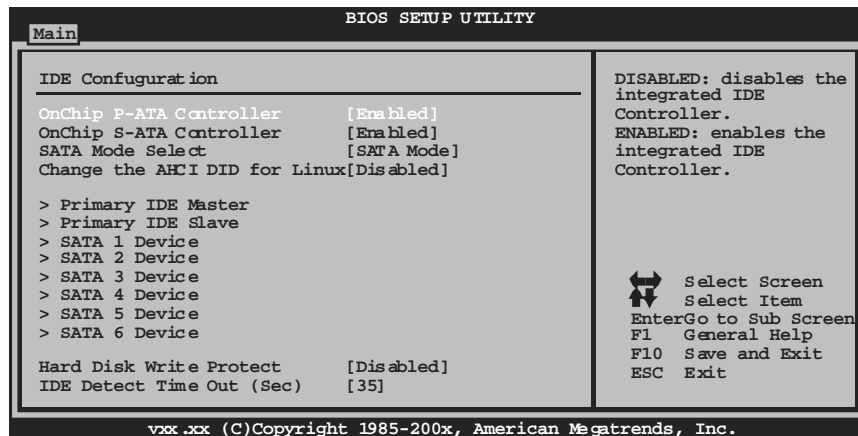 BIOS SETUP UTILITY
Main
IDE Confuguration
OnChip P-ATA Controller [Enabled]
OnChip S-ATA Controller [Enabled]
SATA Mode Select [SATA Mode]
Change the AHCI DID for Linux[Disabled]
> Primary IDE Master
> Primary IDE Slave
> SATA 1 Device
> SATA 2 Device
> SATA 3 Device
> SATA 4 Device
> SATA 5 Device
> SATA 6 Device
Hard Disk Write Protect [Disabled]
IDE Detect Time Out (Sec) [35]
DISABLED: disables the
integrated IDE
Controller.
ENABLED: enables the
integrated IDE
Controller.
Select Screen
Select Item
EnterGo to Sub Screen
F1 General Help
F10 Save and Exit
ESC Exit
vxx.xx (C)Copyright 1985-200x, American Megatrends, Inc.